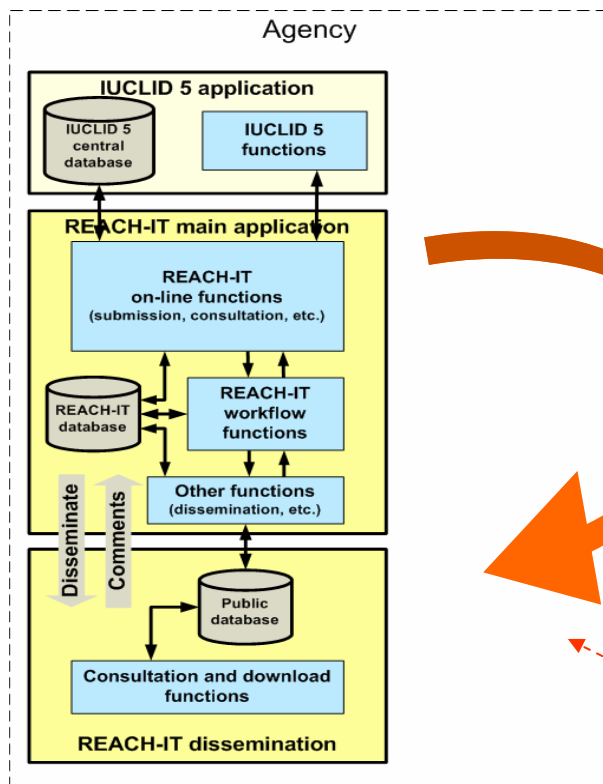 Agency
IUCLID 5 application
IUCLID 5
central
database
IUCLID 5
functions
REACH-IT main application
REACH-IT
on-line functions
(submission, consultation, etc.)
REACH-IT
database
REACH-IT
workflow
functions
Other functions
(dissemination, etc.)
Disseminate
Comments
Public
database
Consultation and download
functions
REACH-IT dissemination